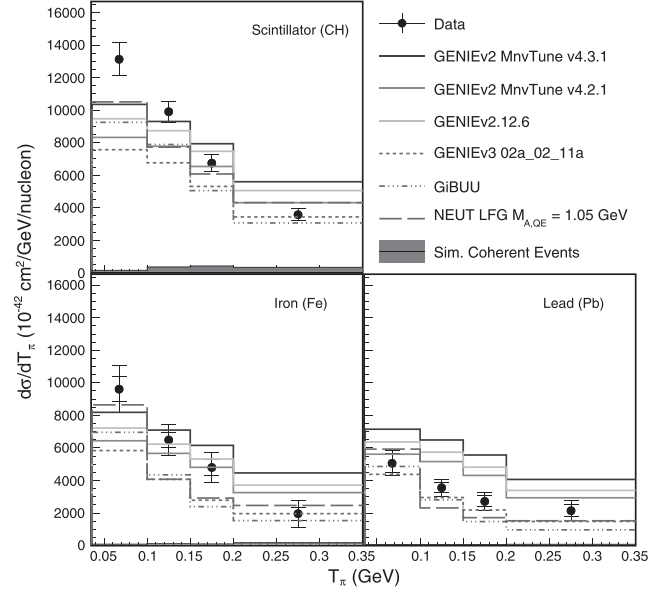 16000
14000
12000
10000
8000
6000
4000
2000
0
Scintillator (CH)
Data
GENIEv2 MnvTune v4.3.1
GENIEv2 MnvTune v4.2.1
GENIEv2.12.6
GENIEv3 02a_02_11a
GiBUU
NEUT LFG M_A,QE = 1.05 GeV
Sim. Coherent Events
dσ/dT_π (10^-42 cm²/GeV/nucleon)
16000
14000
12000
10000
8000
6000
4000
2000
0
Iron (Fe)
Lead (Pb)
0.05 0.1 0.15 0.2 0.25 0.3 0.35 0.1 0.15 0.2 0.25 0.3 0.35
T_π (GeV)